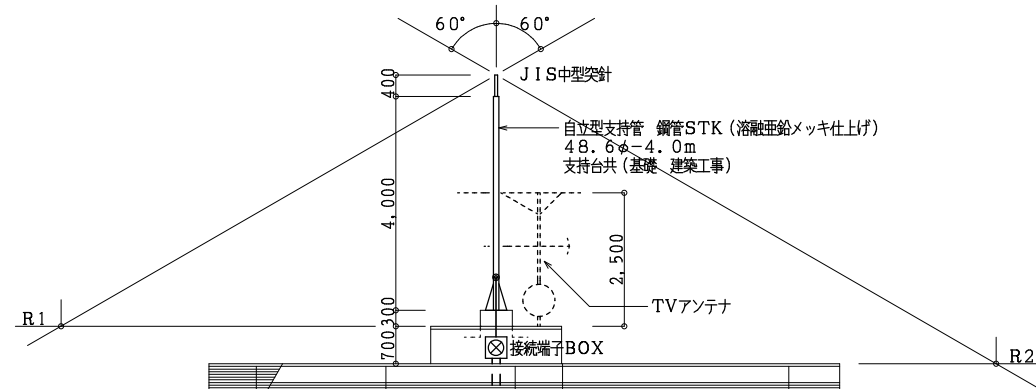 60° 60°
JIS中型突針
400
自立型支持管 鋼管STK(溶融亜鉛メッキ仕上げ)
48.6φ-4.0m
支持台共(基礎 建築工事)
4,000
2,500
TVアンテナ
R1
300
700
接続端子BOX
R2